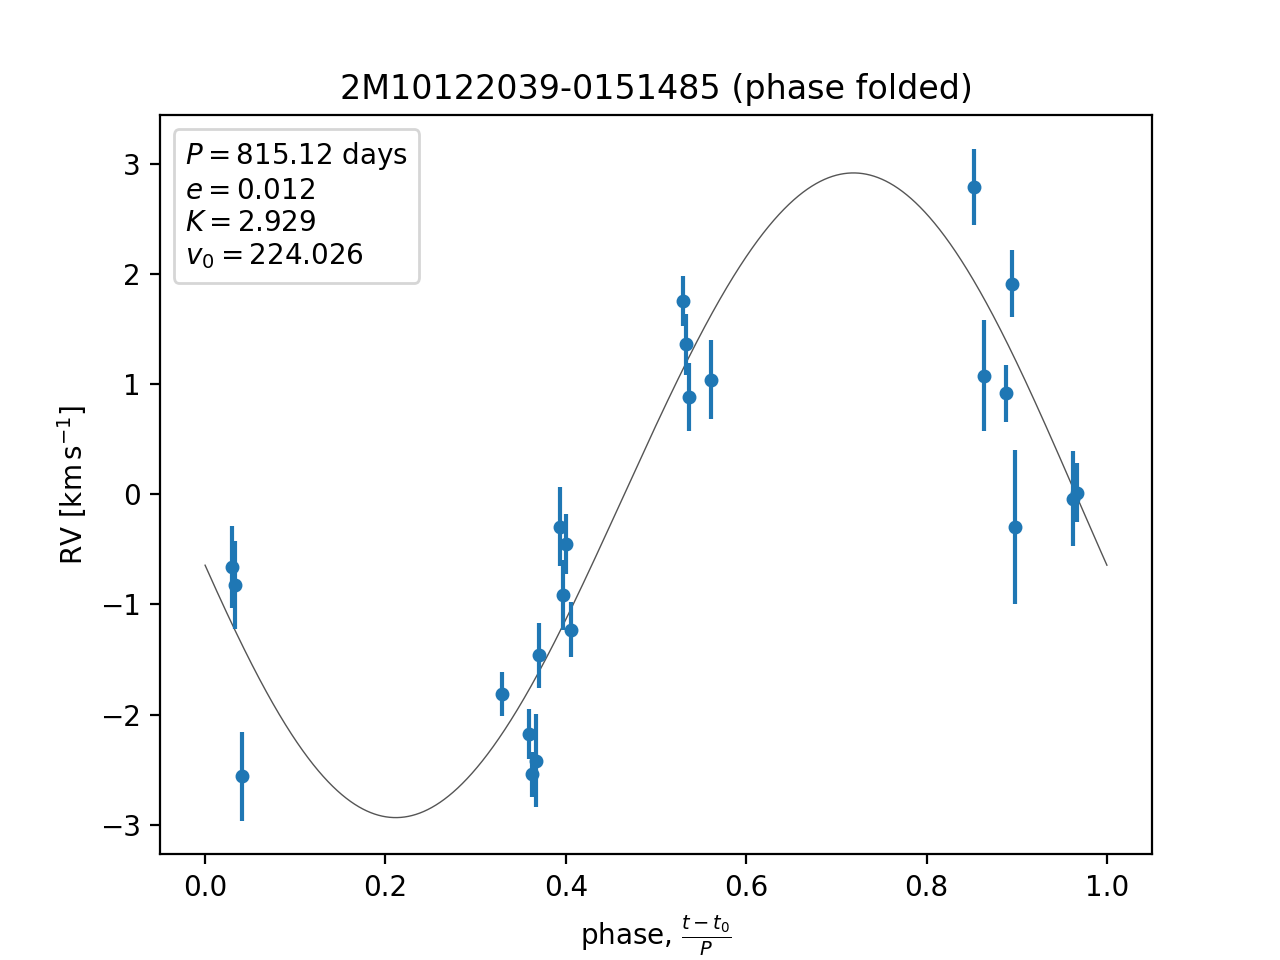 2M10122039-0151485 (phase folded)
P = 815.12 days
e = 0.012
K = 2.929
v₀ = 224.026
3
2
1
0
−1
−2
−3
RV [km s⁻¹]
0.0 0.2 0.4 0.6 0.8 1.0
phase, (t − t₀)/P